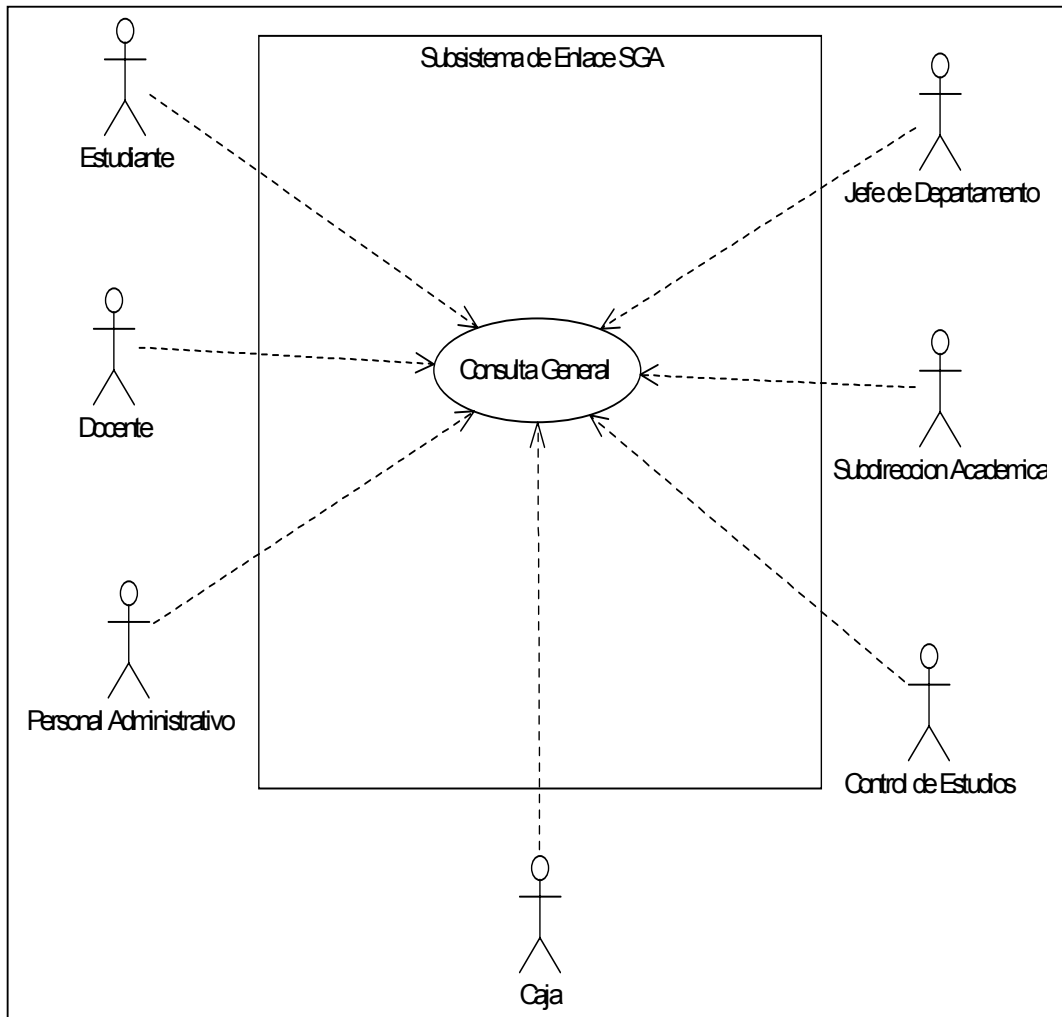 Subsistema de Enlace SGA
Estudiante
Jefe de Departamento
Consulta General
Docente
Subdireccion Academica
Personal Administrativo
Control de Estudios
Caja